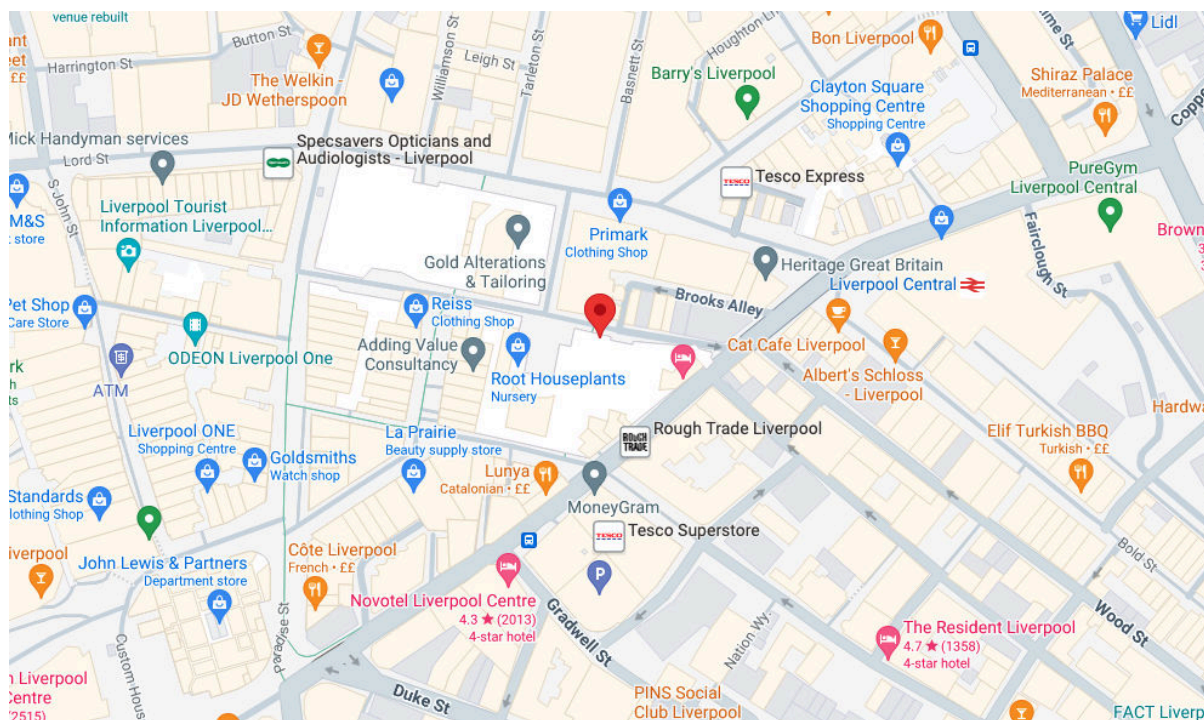 venue rebuilt
Button St
Harrington St
The Welkin -
JD Wetherspoon
Williamson St
Leigh St
Tarleton St
Basnett St
Houghton
Bon Liverpool
Lidl
Barry's Liverpool
Clayton Square
Shopping Centre
Shopping Centre
Shiraz Palace
Mediterranean • ££
Mick Handyman services
Lord St
Specsavers Opticians and
Audiologists - Liverpool
TESCO
Tesco Express
PureGym
Liverpool Central
S John St
M&S
store
Liverpool Tourist
Information Liverpool...
Primark
Clothing Shop
Gold Alterations
& Tailoring
Heritage Great Britain
Fairclough St
Liverpool Central
Brooks Alley
Pet Shop
Care Store
Reiss
Clothing Shop
ODEON Liverpool One
Adding Value
Consultancy
Cat Cafe Liverpool
Root Houseplants
Nursery
Albert's Schloss
- Liverpool
ATM
La Prairie
Beauty supply store
ROUGH
TRADE
Rough Trade Liverpool
Elif Turkish BBQ
Turkish • ££
Liverpool ONE
Shopping Centre
Goldsmiths
Watch shop
Lunya
Catalonian • ££
MoneyGram
Standards
Clothing Shop
TESCO
Tesco Superstore
Bold St
John Lewis & Partners
Department store
Côte Liverpool
French • ££
P
Novotel Liverpool Centre
4.3 ★ (2013)
4-star hotel
Gradwell St
Wood St
Paradise St
Nation Wy.
The Resident Liverpool
4.7 ★ (1358)
4-star hotel
Custom
Liverpool
Centre
(2515)
Duke St
PINS Social
Club Liverpool
FACT